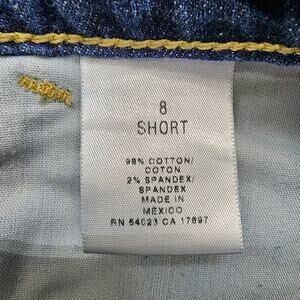 8
SHORT
98% COTTON/
COTON
2% SPANDEX/
SPANDEX
MADE IN
MEXICO
RN 54023 CA 17897